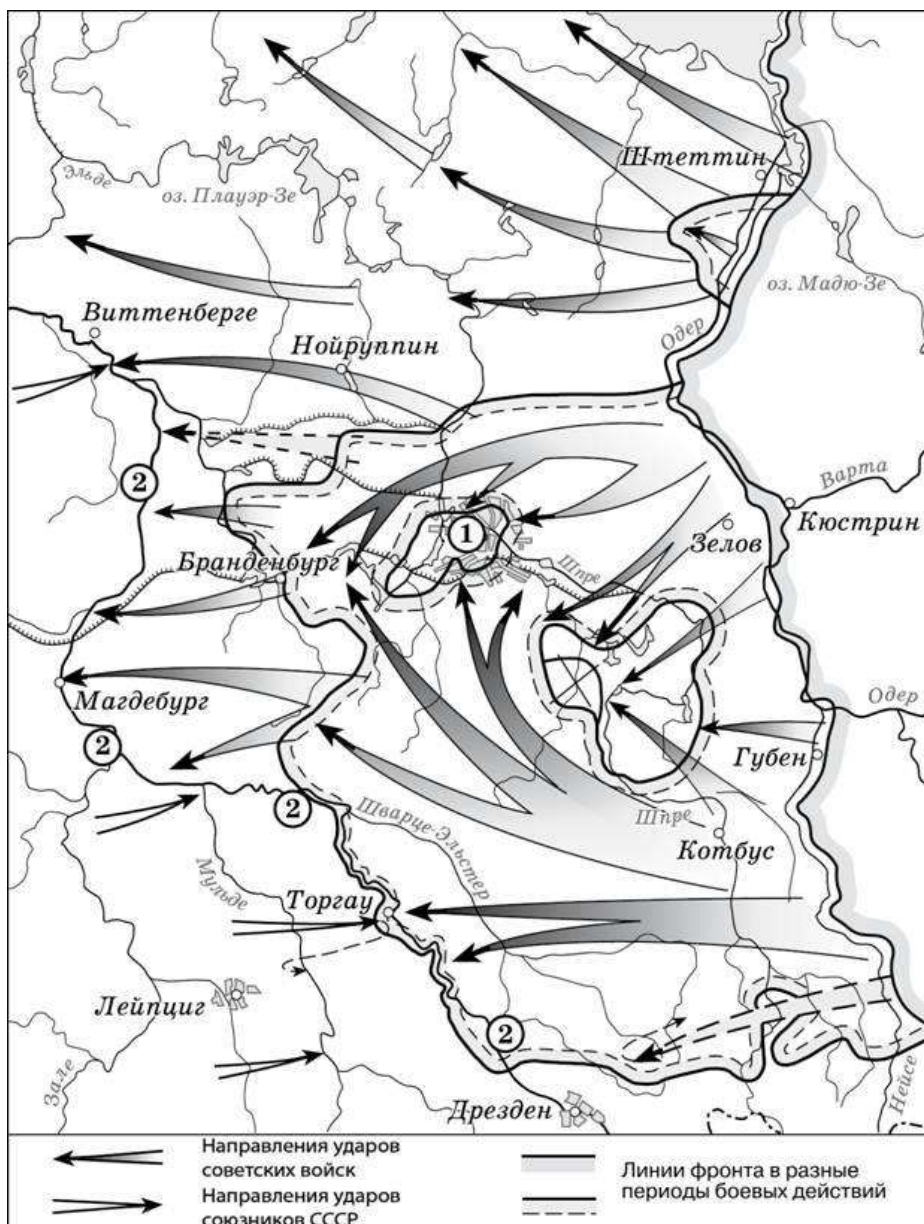 Штеттин
Эльде
оз. Плауэр-Зе
оз. Мадю-Зе
Виттенберге
Одер
Нойруппин
2
Варта
Кюстрин
1
Зелов
Шпре
Бранденбург
Магдебург
Одер
2
Губен
2
Шварце-Эльстер
Шпре
Котбус
Мульде
Торгау
Лейпциг
2
Зале
Нейсе
Дрезден
Направления ударов
советских войск
Направления ударов
союзников СССР
Линии фронта в разные
периоды боевых действий